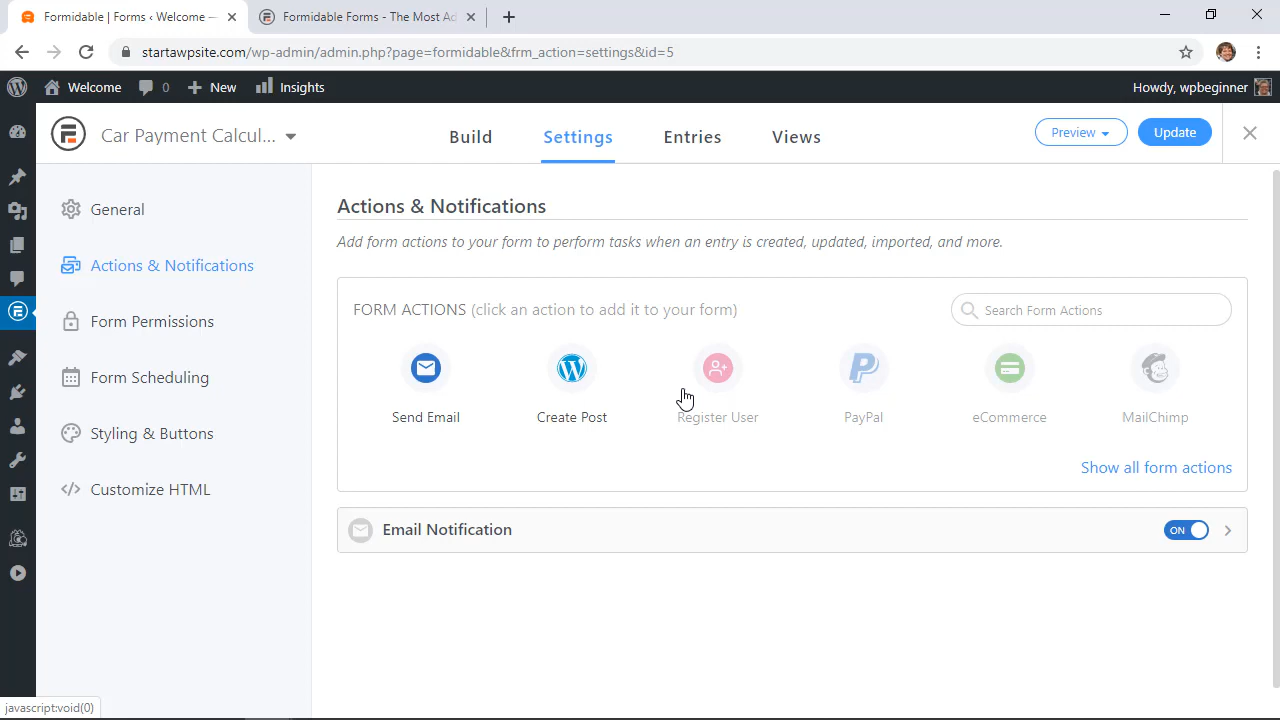 Formidable | Forms ‹ Welcome —
Formidable Forms - The Most Ad
startawpsite.com/wp-admin/admin.php?page=formidable&frm_action=settings&id=5
Welcome 0 New Insights
Howdy, wpbeginner
Car Payment Calcul...
Build Settings Entries Views
Preview Update
General
Actions & Notifications
Form Permissions
Form Scheduling
Styling & Buttons
Customize HTML
Actions & Notifications
Add form actions to your form to perform tasks when an entry is created, updated, imported, and more.
FORM ACTIONS (click an action to add it to your form)
Search Form Actions
Send Email Create Post Register User PayPal eCommerce MailChimp
Show all form actions
Email Notification
ON
javascript:void(0)